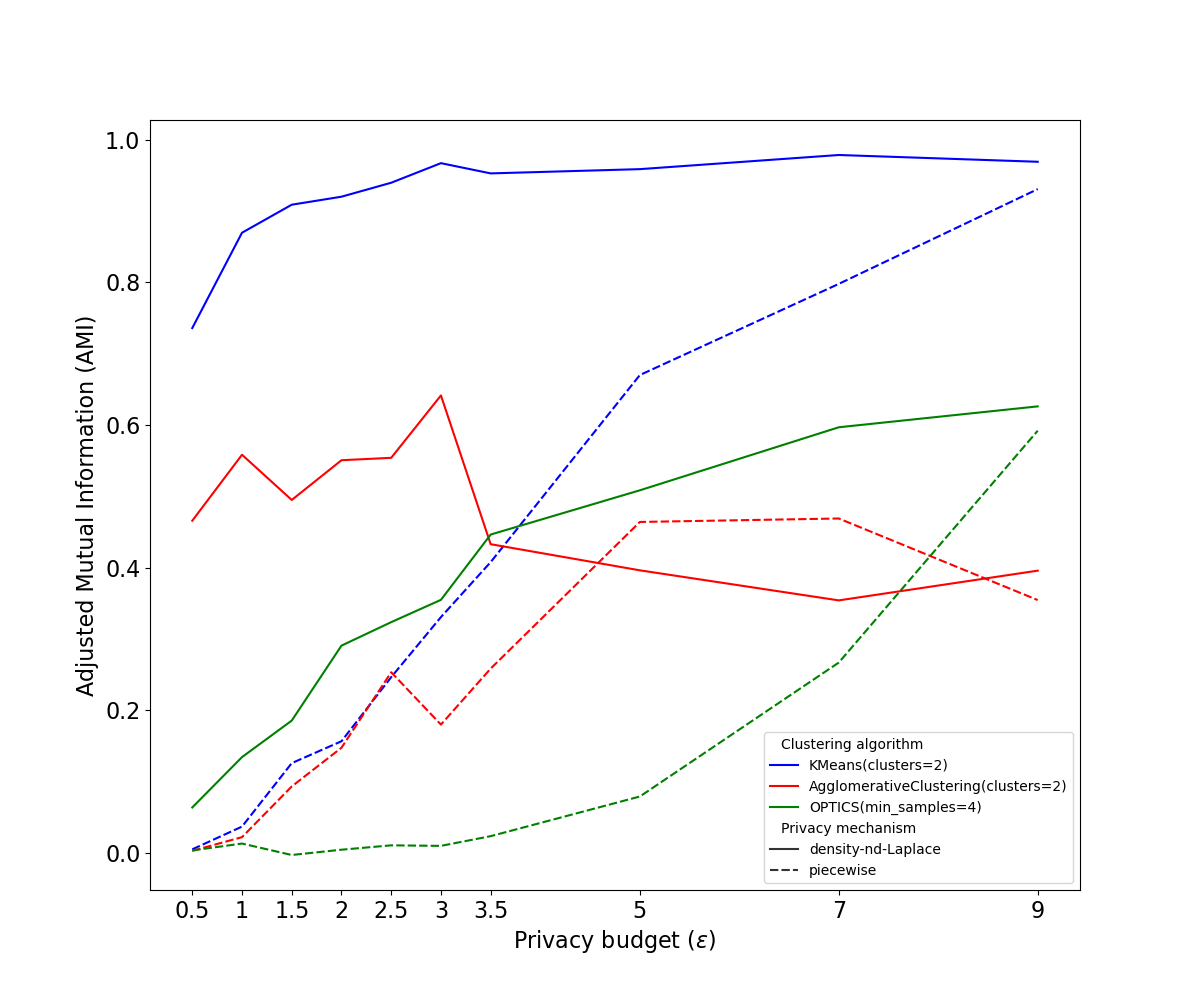 1.0
0.8
0.6
0.4
0.2
0.0
Adjusted Mutual Information (AMI)
0.5 1 1.5 2 2.5 3 3.5 5 7 9
Privacy budget (ε)
Clustering algorithm
KMeans(clusters=2)
AgglomerativeClustering(clusters=2)
OPTICS(min_samples=4)
Privacy mechanism
density-nd-Laplace
piecewise